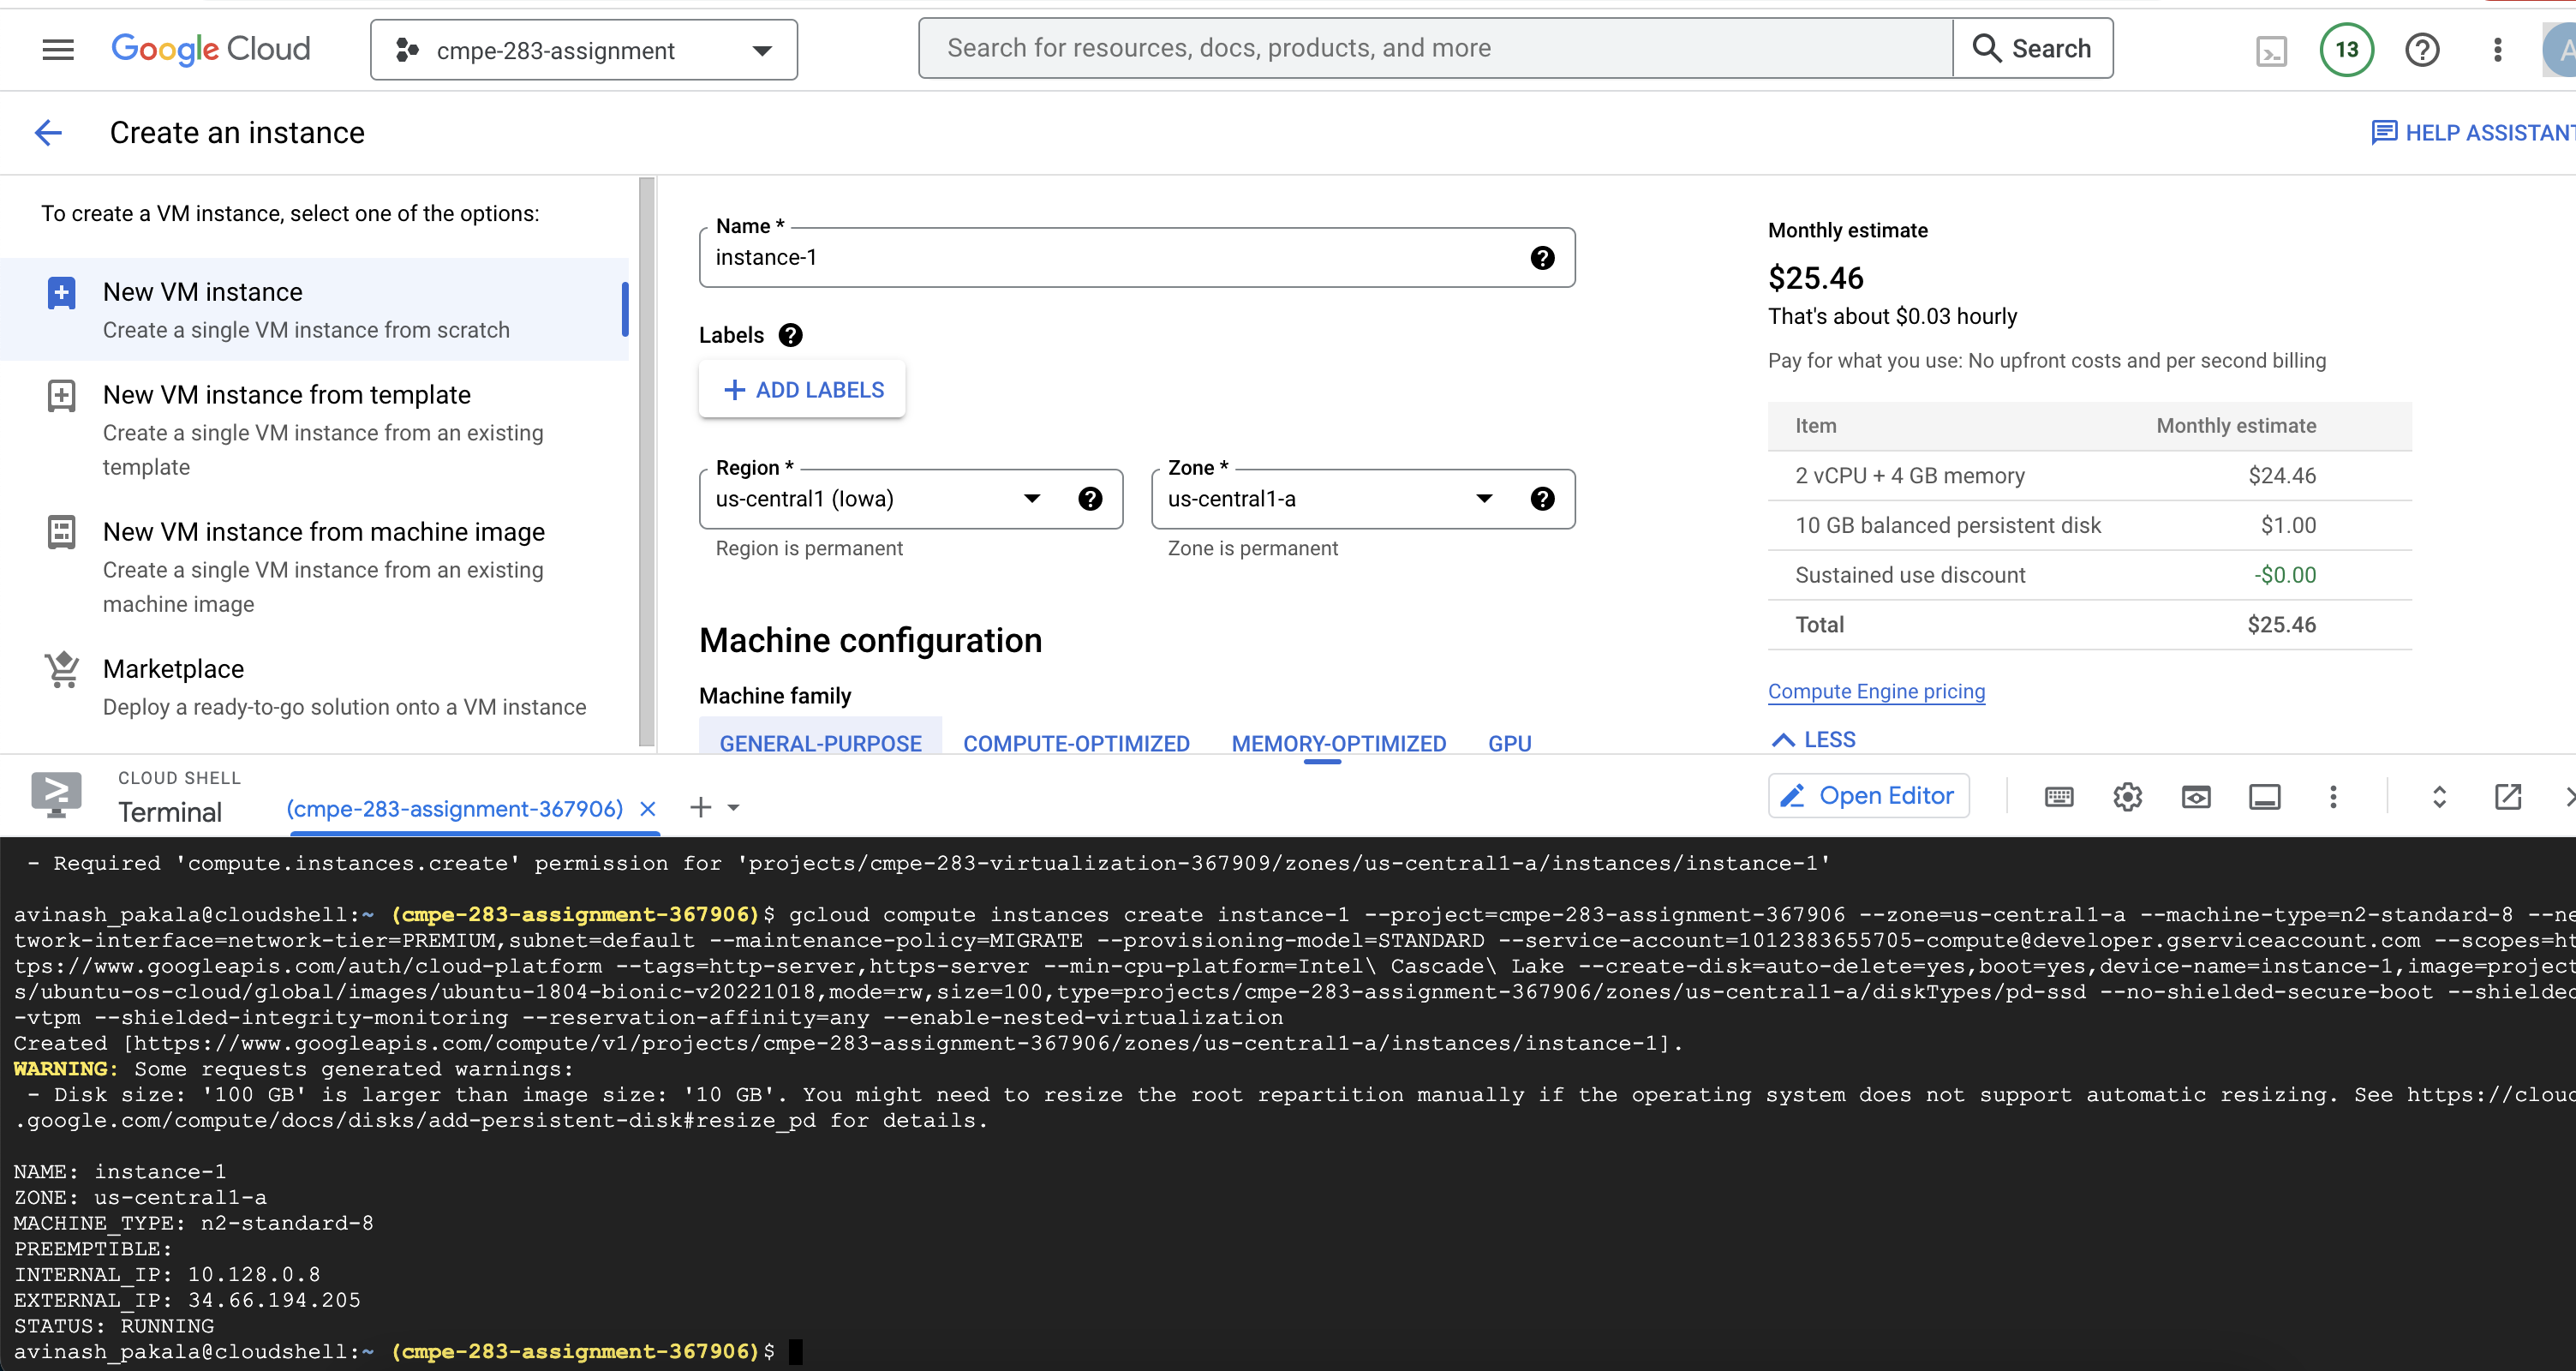 Google Cloud
cmpe-283-assignment
Search for resources, docs, products, and more
Search
13
A
Create an instance
HELP ASSISTANT
To create a VM instance, select one of the options:
New VM instance
Create a single VM instance from scratch
New VM instance from template
Create a single VM instance from an existing
template
New VM instance from machine image
Create a single VM instance from an existing
machine image
Marketplace
Deploy a ready-to-go solution onto a VM instance
Name *
instance-1
Labels
ADD LABELS
Region *
us-central1 (Iowa)
Region is permanent
Zone *
us-central1-a
Zone is permanent
Machine configuration
Machine family
GENERAL-PURPOSE COMPUTE-OPTIMIZED MEMORY-OPTIMIZED GPU
Monthly estimate
$25.46
That's about $0.03 hourly
Pay for what you use: No upfront costs and per second billing
Item Monthly estimate
2 vCPU + 4 GB memory $24.46
10 GB balanced persistent disk $1.00
Sustained use discount -$0.00
Total $25.46
Compute Engine pricing
LESS
CLOUD SHELL
Terminal
(cmpe-283-assignment-367906)
Open Editor
- Required 'compute.instances.create' permission for 'projects/cmpe-283-virtualization-367909/zones/us-central1-a/instances/instance-1'
avinash_pakala@cloudshell:~ (cmpe-283-assignment-367906)$ gcloud compute instances create instance-1 --project=cmpe-283-assignment-367906 --zone=us-central1-a --machine-type=n2-standard-8 --ne
twork-interface=network-tier=PREMIUM,subnet=default --maintenance-policy=MIGRATE --provisioning-model=STANDARD --service-account=1012383655705-compute@developer.gserviceaccount.com --scopes=ht
tps://www.googleapis.com/auth/cloud-platform --tags=http-server,https-server --min-cpu-platform=Intel\ Cascade\ Lake --create-disk=auto-delete=yes,boot=yes,device-name=instance-1,image=project
s/ubuntu-os-cloud/global/images/ubuntu-1804-bionic-v20221018,mode=rw,size=100,type=projects/cmpe-283-assignment-367906/zones/us-central1-a/diskTypes/pd-ssd --no-shielded-secure-boot --shielded
-vtpm --shielded-integrity-monitoring --reservation-affinity=any --enable-nested-virtualization
Created [https://www.googleapis.com/compute/v1/projects/cmpe-283-assignment-367906/zones/us-central1-a/instances/instance-1].
WARNING: Some requests generated warnings:
- Disk size: '100 GB' is larger than image size: '10 GB'. You might need to resize the root repartition manually if the operating system does not support automatic resizing. See https://cloud
.google.com/compute/docs/disks/add-persistent-disk#resize_pd for details.
NAME: instance-1
ZONE: us-central1-a
MACHINE_TYPE: n2-standard-8
PREEMPTIBLE:
INTERNAL_IP: 10.128.0.8
EXTERNAL_IP: 34.66.194.205
STATUS: RUNNING
avinash_pakala@cloudshell:~ (cmpe-283-assignment-367906)$